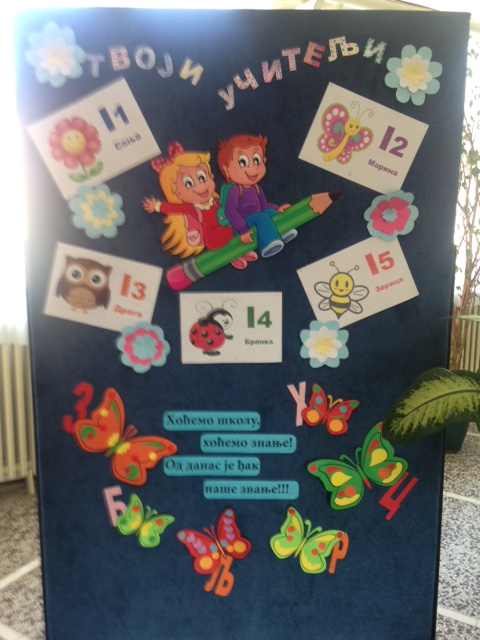 ТВОЈИ УЧИТЕЉИ
I1
Соња
I2
Марина
I3
Драги
I5
Зорица
I4
Бранка
З
Х
Хоћемо школу,
хоћемо знање!
Од данас је ђак
наше звање!!!
Ђ
Ц
Љ